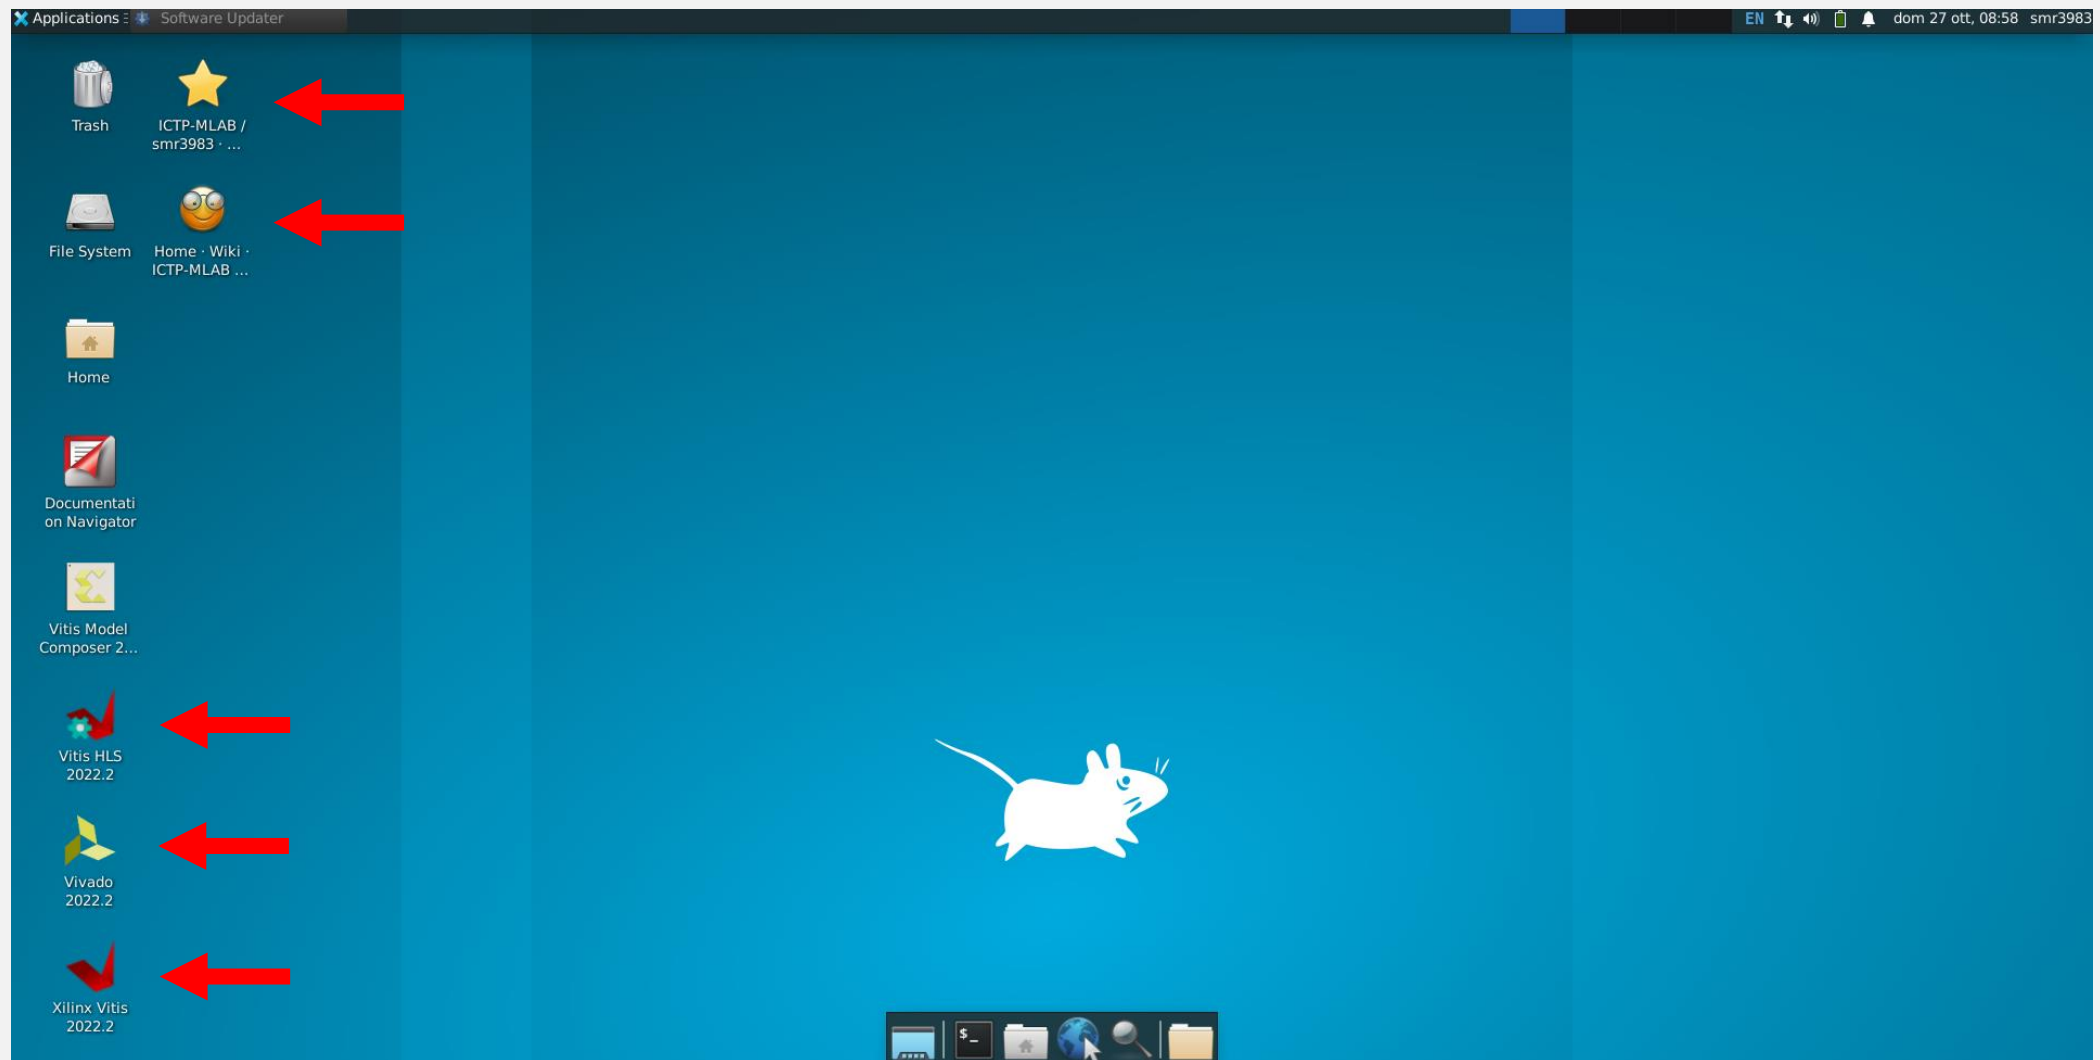 Applications
Software Updater
EN
dom 27 ott, 08:58
smr3983
Trash
ICTP-MLAB /
smr3983 · ...
File System
Home · Wiki ·
ICTP-MLAB ...
Home
Documentati
on Navigator
Vitis Model
Composer 2...
Vitis HLS
2022.2
Vivado
2022.2
Xilinx Vitis
2022.2
$_